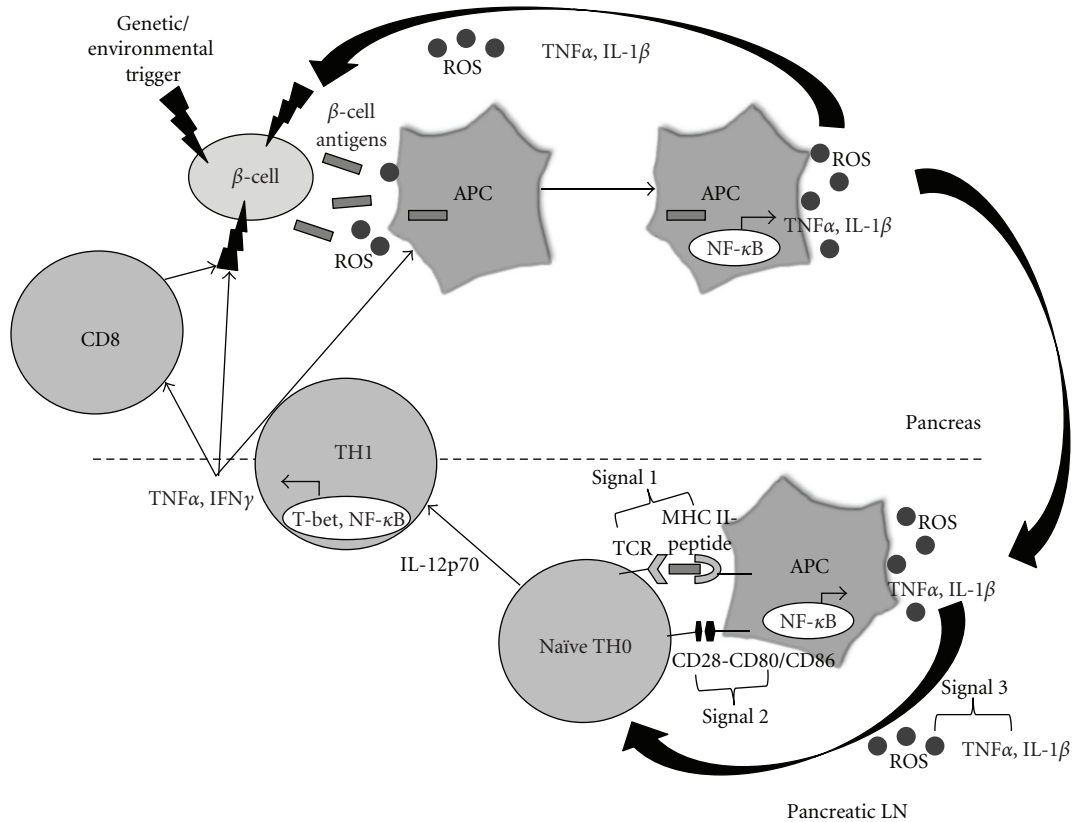 Genetic/
environmental
trigger
ROS
TNFα, IL-1β
β-cell
antigens
β-cell
APC
ROS
APC
NF-κB
ROS
TNFα, IL-1β
CD8
Pancreas
TH1
T-bet, NF-κB
TNFα, IFNγ
IL-12p70
Signal 1
MHC II-
peptide
TCR
APC
NF-κB
ROS
TNFα, IL-1β
Naïve TH0
CD28-CD80/CD86
Signal 2
Signal 3
ROS
TNFα, IL-1β
Pancreatic LN